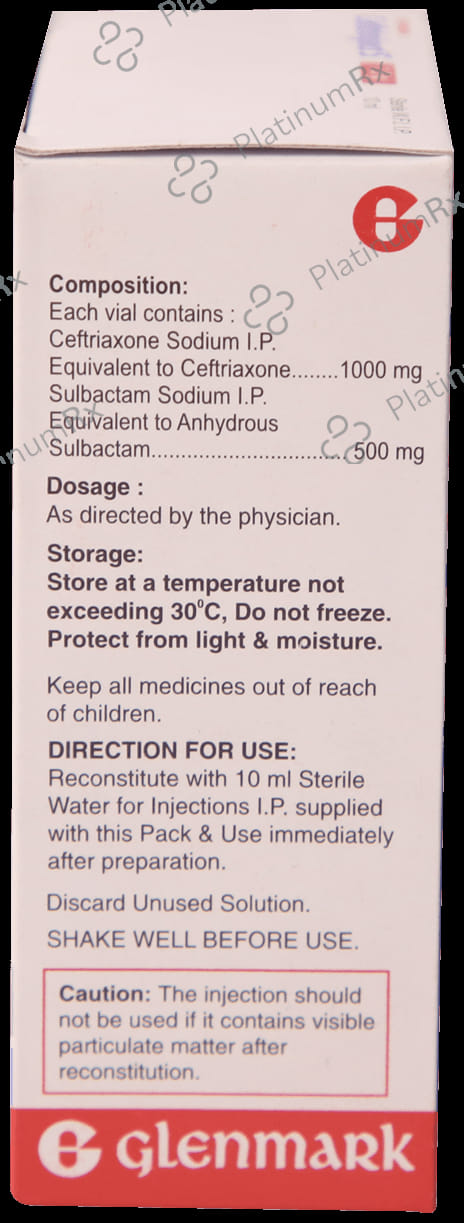 PlatinumRx
PlatinumRx
PlatinumRx
Composition:
Each vial contains :
Ceftriaxone Sodium I.P.
Equivalent to Ceftriaxone........1000 mg
Sulbactam Sodium I.P.
Equivalent to Anhydrous
Sulbactam.................................500 mg
Dosage :
As directed by the physician.
Storage:
Store at a temperature not
exceeding 30⁰C, Do not freeze.
Protect from light & moisture.
Keep all medicines out of reach
of children.
DIRECTION FOR USE:
Reconstitute with 10 ml Sterile
Water for Injections I.P. supplied
with this Pack & Use immediately
after preparation.
Discard Unused Solution.
SHAKE WELL BEFORE USE.
Caution: The injection should
not be used if it contains visible
particulate matter after
reconstitution.
glenmark